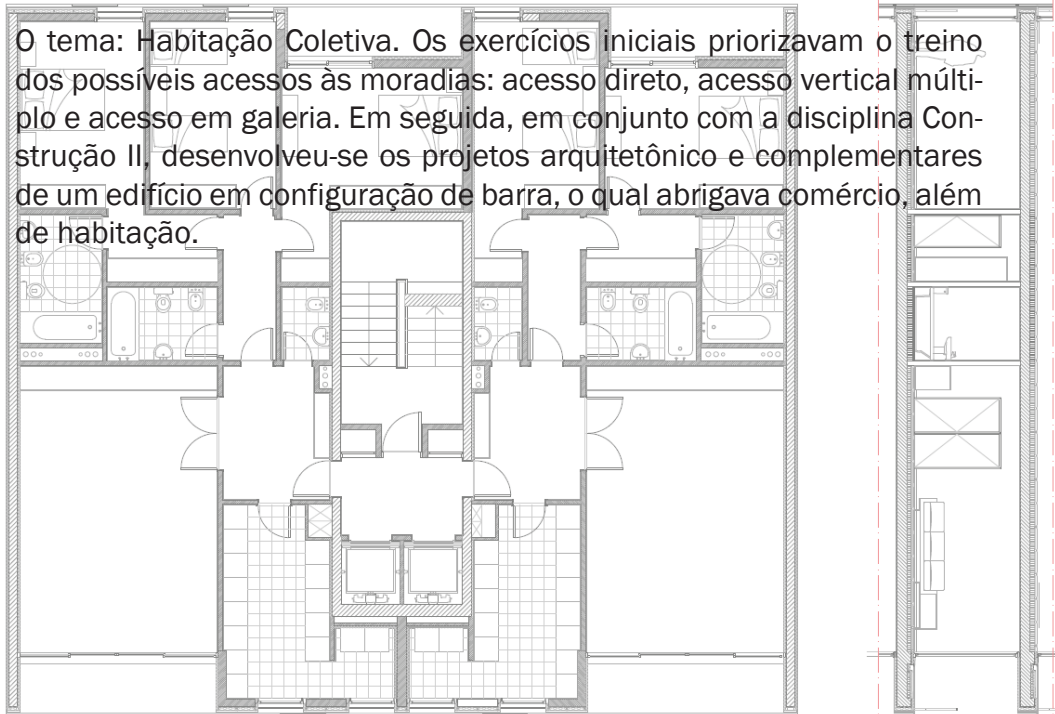 O tema: Habitação Coletiva. Os exercícios iniciais priorizavam o treino
dos possíveis acessos às moradias: acesso direto, acesso vertical múlti-
plo e acesso em galeria. Em seguida, em conjunto com a disciplina Con-
strução II, desenvolveu-se os projetos arquitetônico e complementares
de um edifício em configuração de barra, o qual abrigava comércio, além
de habitação.